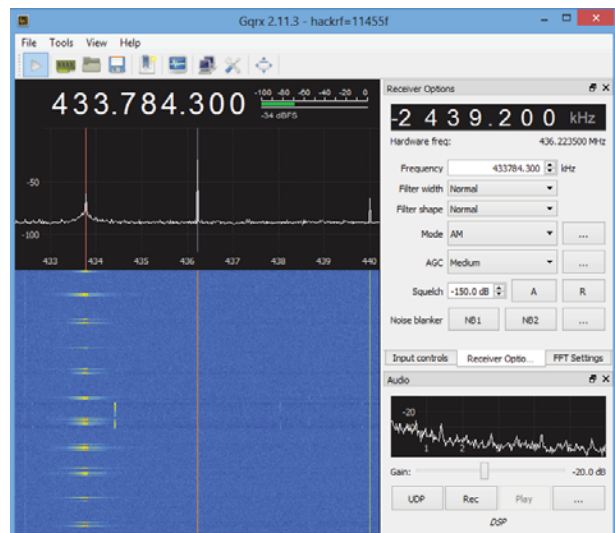 Gqrx 2.11.3 - hackrf=11455f
File Tools View Help
433.784.300
-100 -80 -60 -40 -20 0
-34 dBFS
-50
-100
433 434 435 436 437 438 439 440
Receiver Options
-2 439.200 kHz
Hardware freq: 436.223500 MHz
Frequency 433784.300 kHz
Filter width Normal
Filter shape Normal
Mode AM ...
AGC Medium ...
Squelch -150.0 dB A R
Noise blanker NB1 NB2 ...
Input controls Receiver Optio... FFT Settings
Audio
-20
1 2
Gain: -20.0 dB
UDP Rec Play ...
DSP